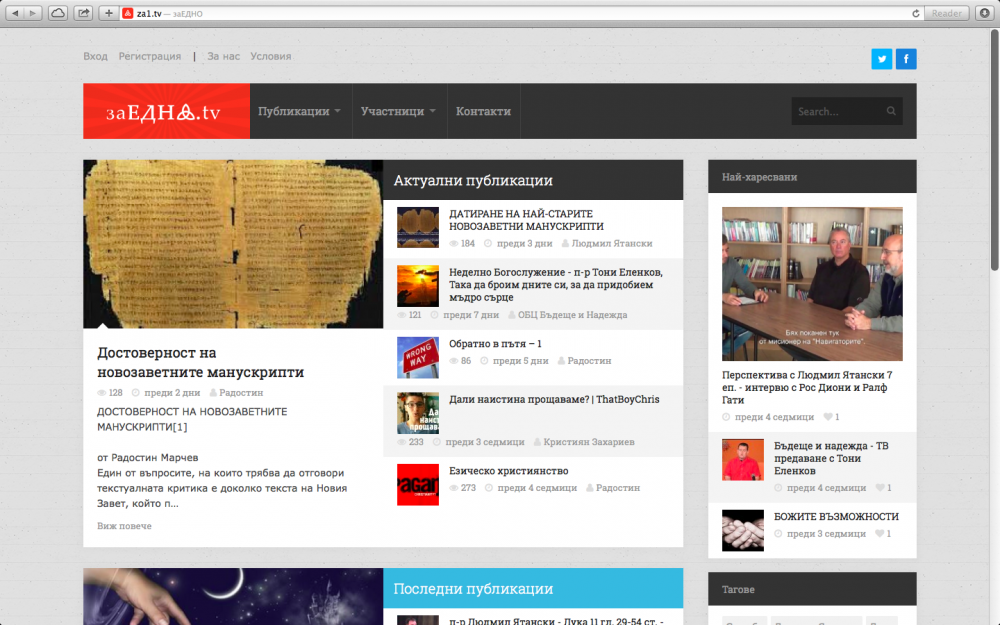 za1.tv — заЕДНО
Reader
Вход Регистрация | За нас Условия
заЕДНО.tv
Публикации Участници Контакти
Search...
Актуални публикации
ДАТИРАНЕ НА НАЙ-СТАРИТЕ
НОВОЗАВЕТНИ МАНУСКРИПТИ
184 преди 3 дни Людмил Ятански
Неделно Богослужение - п-р Тони Еленков,
Така да броим дните си, за да придобием
мъдро сърце
121 преди 7 дни ОБЦ Бъдеще и Надежда
WRONG
WAY
Обратно в пътя – 1
86 преди 5 дни Радостин
Да
наист
прощава
Дали наистина прощаваме? | ThatBoyChris
233 преди 3 седмици Кристиян Захариев
PAGAN
Езическо християнство
273 преди 4 седмици Радостин
Достоверност на
новозаветните манускрипти
128 преди 2 дни Радостин
ДОСТОВЕРНОСТ НА НОВОЗАВЕТНИТЕ
МАНУСКРИПТИ[1]
от Радостин Марчев
Един от въпросите, на които трябва да отговори
текстуалната критика е доколко текста на Новия
Завет, който п...
Виж повече
Последни публикации
п-р Людмил Ятански - Лука 11 гл. 29-54 ст. -
Най-харесвани
Бях поканен тук
от мисионер на "Навигаторите".
Перспектива с Людмил Ятански 7
еп. - интервю с Рос Диони и Ралф
Гати
преди 4 седмици 1
Бъдеще и надежда - ТВ
предаване с Тони
Еленков
преди 4 седмици 1
БОЖИТЕ ВЪЗМОЖНОСТИ
преди 3 седмици 1
Тагове